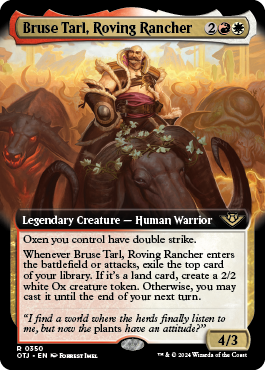 Bruse Tarl, Roving Rancher 2
Legendary Creature — Human Warrior
Oxen you control have double strike.
Whenever Bruse Tarl, Roving Rancher enters
the battlefield or attacks, exile the top card
of your library. If it's a land card, create a 2/2
white Ox creature token. Otherwise, you may
cast it until the end of your next turn.
"I find a world where the herds finally listen to
me, but now the plants have an attitude?"
4/3
R 0350
OTJ • EN Forrest Imel
™ & © 2024 Wizards of the Coast